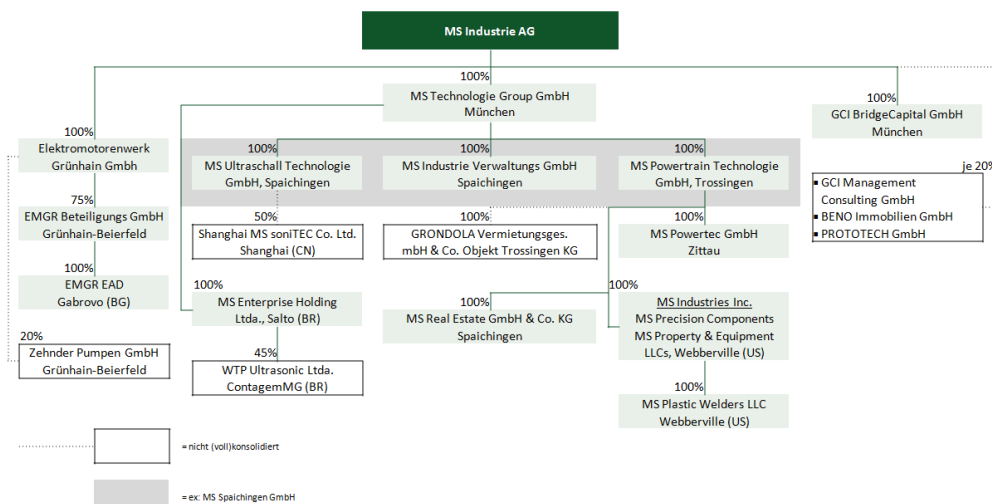 MS Industrie AG
100%
MS Technologie Group GmbH
München
100%
GCI BridgeCapital GmbH
München
100%
Elektromotorenwerk
Grünhain Gmbh
100%
MS Ultraschall Technologie
GmbH, Spaichingen
100%
MS Industrie Verwaltungs GmbH
Spaichingen
100%
MS Powertrain Technologie
GmbH, Trossingen
je 20%
▪ GCI Management
Consulting GmbH
▪ BENO Immobilien GmbH
▪ PROTOTECH GmbH
75%
EMGR Beteiligungs GmbH
Grünhain-Beierfeld
50%
Shanghai MS soniTEC Co. Ltd.
Shanghai (CN)
100%
GRONDOLA Vermietungsges.
mbH & Co. Objekt Trossingen KG
100%
MS Powertec GmbH
Zittau
100%
EMGR EAD
Gabrovo (BG)
100%
MS Enterprise Holding
Ltda., Salto (BR)
100%
MS Real Estate GmbH & Co. KG
Spaichingen
100%
MS Industries Inc.
MS Precision Components
MS Property & Equipment
LLCs, Webberville (US)
20%
Zehnder Pumpen GmbH
Grünhain-Beierfeld
45%
WTP Ultrasonic Ltda.
ContagemMG (BR)
100%
MS Plastic Welders LLC
Webberville (US)
= nicht (voll)konsolidiert
= ex: MS Spaichingen GmbH